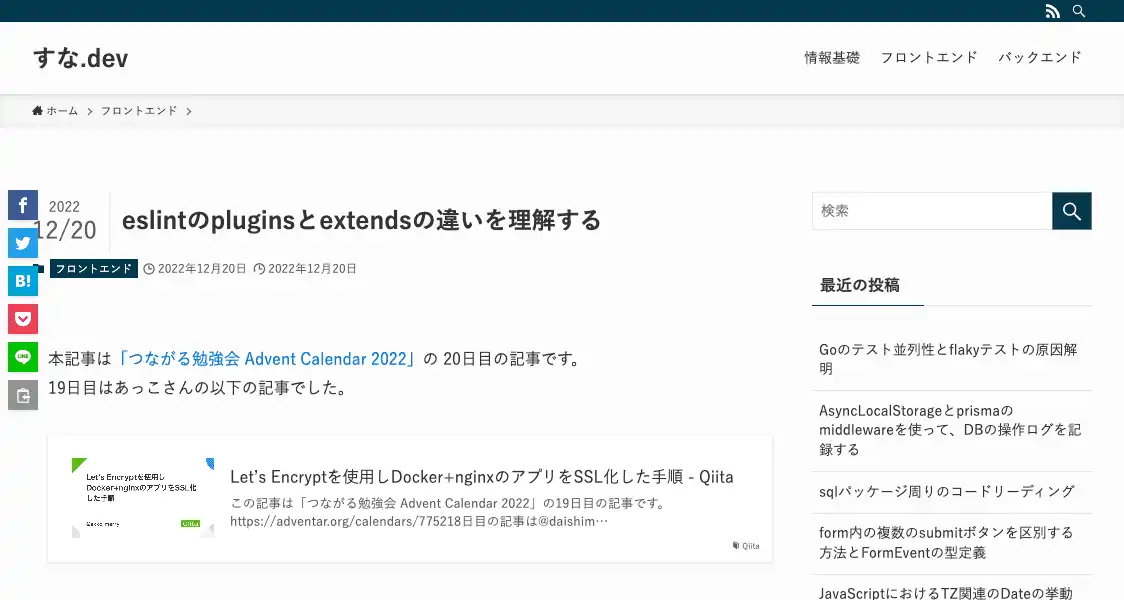 すな.dev
情報基礎 フロントエンド バックエンド
ホーム フロントエンド
2022
12/20
eslintのpluginsとextendsの違いを理解する
フロントエンド 2022年12月20日 2022年12月20日
B!
LINE
本記事は「つながる勉強会 Advent Calendar 2022」の 20日目の記事です。
19日目はあっこさんの以下の記事でした。
Let's Encryptを使用し
Docker+nginxのアプリをSSL化
した手順
Qiita
Let's Encryptを使用しDocker+nginxのアプリをSSL化した手順 - Qiita
この記事は「つながる勉強会 Advent Calendar 2022」の19日目の記事です。
https://adventar.org/calendars/775218日目の記事は@daishim…
Qiita
検索
最近の投稿
Goのテスト並列性とflakyテストの原因解
明
AsyncLocalStorageとprismaの
middlewareを使って、DBの操作ログを記
録する
sqlパッケージ周りのコードリーディング
form内の複数のsubmitボタンを区別する
方法とFormEventの型定義
JavaScriptにおけるTZ関連のDateの挙動